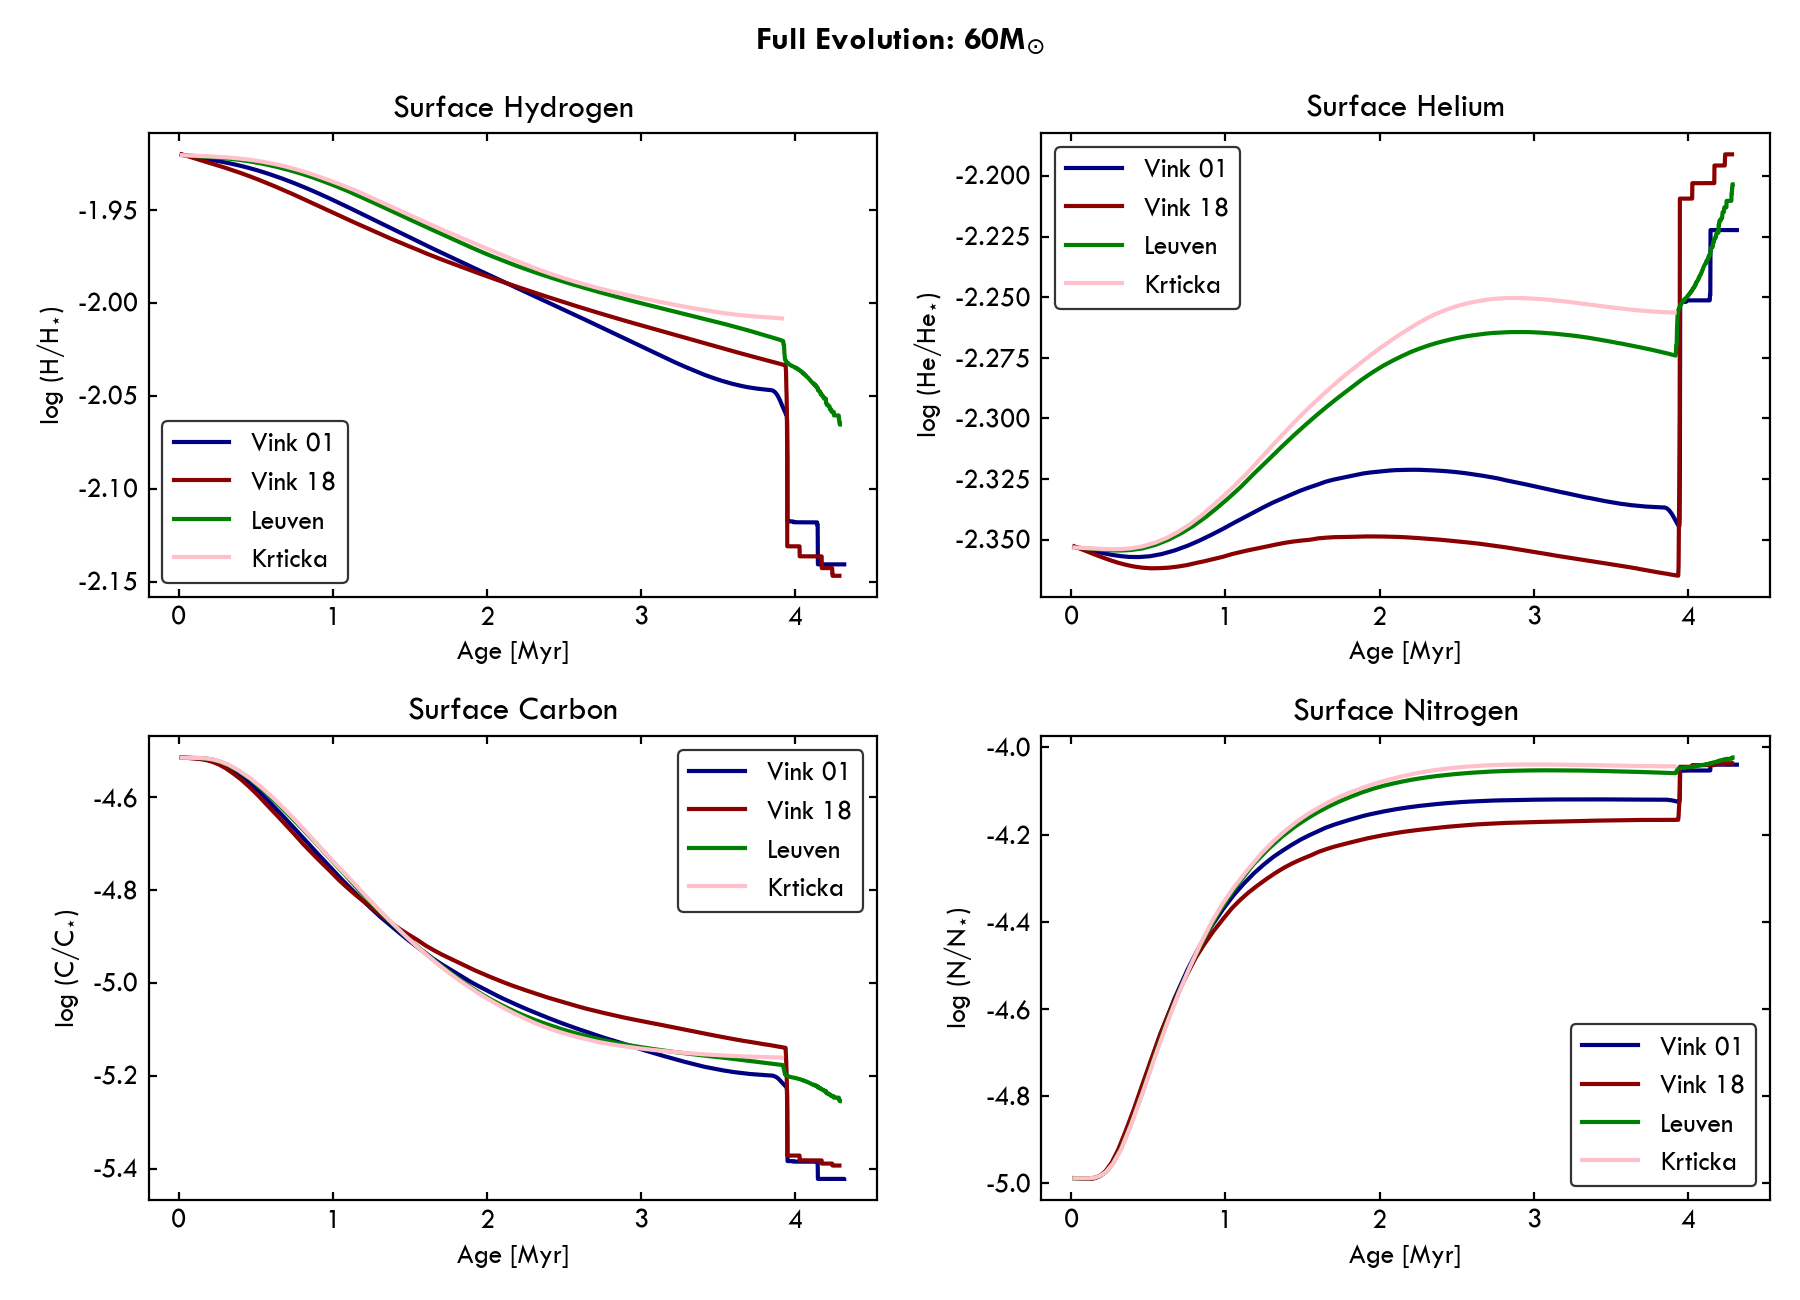 Full Evolution: 60M☉
Surface Hydrogen
log (H/H⋆)
-1.95
-2.00
-2.05
-2.10
-2.15
Vink 01
Vink 18
Leuven
Krticka
0 1 2 3 4
Age [Myr]
Surface Helium
log (He/He⋆)
-2.200
-2.225
-2.250
-2.275
-2.300
-2.325
-2.350
Vink 01
Vink 18
Leuven
Krticka
0 1 2 3 4
Age [Myr]
Surface Carbon
log (C/C⋆)
-4.6
-4.8
-5.0
-5.2
-5.4
Vink 01
Vink 18
Leuven
Krticka
0 1 2 3 4
Age [Myr]
Surface Nitrogen
log (N/N⋆)
-4.0
-4.2
-4.4
-4.6
-4.8
-5.0
Vink 01
Vink 18
Leuven
Krticka
0 1 2 3 4
Age [Myr]